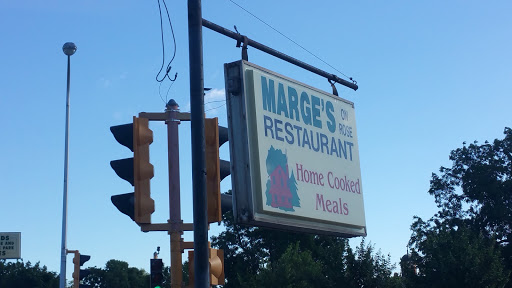 MARGE'S ON ROSE
RESTAURANT
Home Cooked
Meals